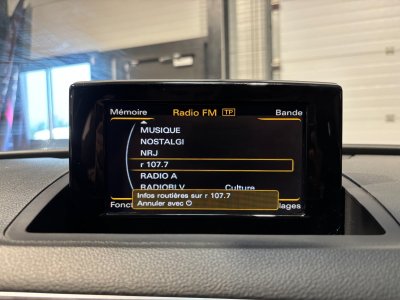 Mémoire Radio FM TP Bande
MUSIQUE
NOSTALGI
NRJ
r 107.7
RADIO A
RADIOBLV Culture
Infos routières sur r 107.7
Annuler avec